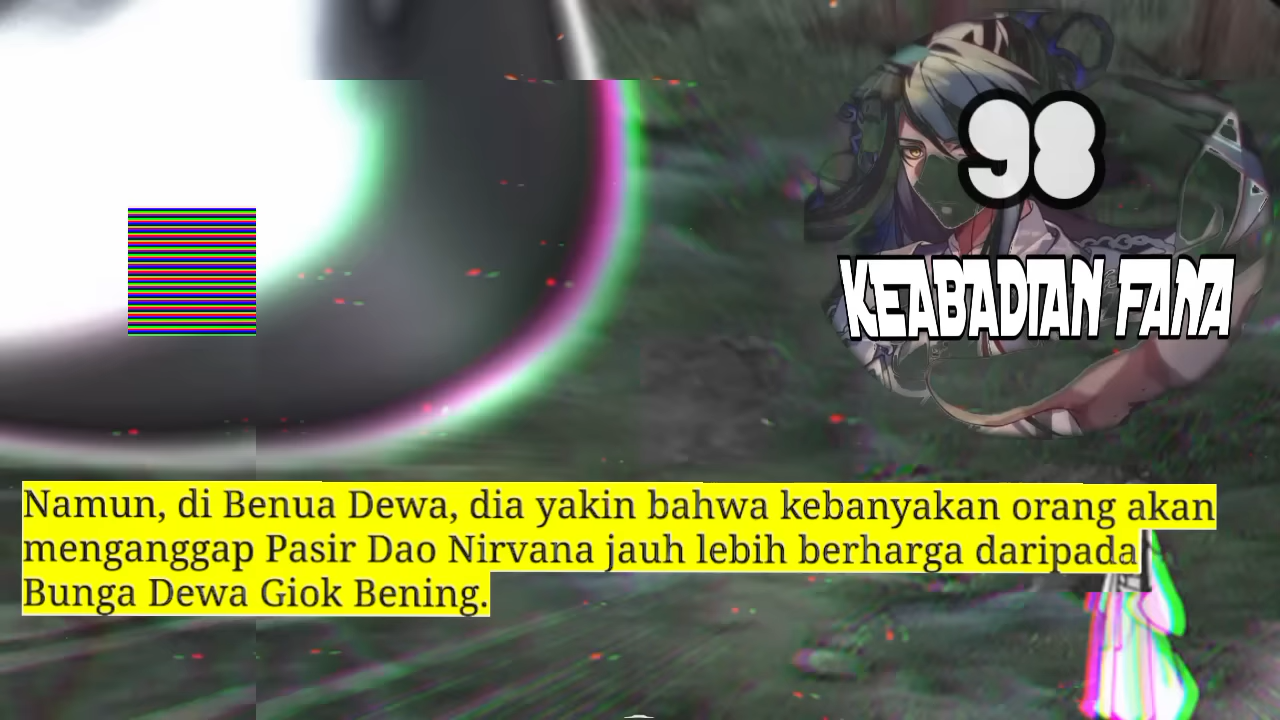 98
KEABADIAN FANA
Namun, di Benua Dewa, dia yakin bahwa kebanyakan orang akan
menganggap Pasir Dao Nirvana jauh lebih berharga daripada
Bunga Dewa Giok Bening.